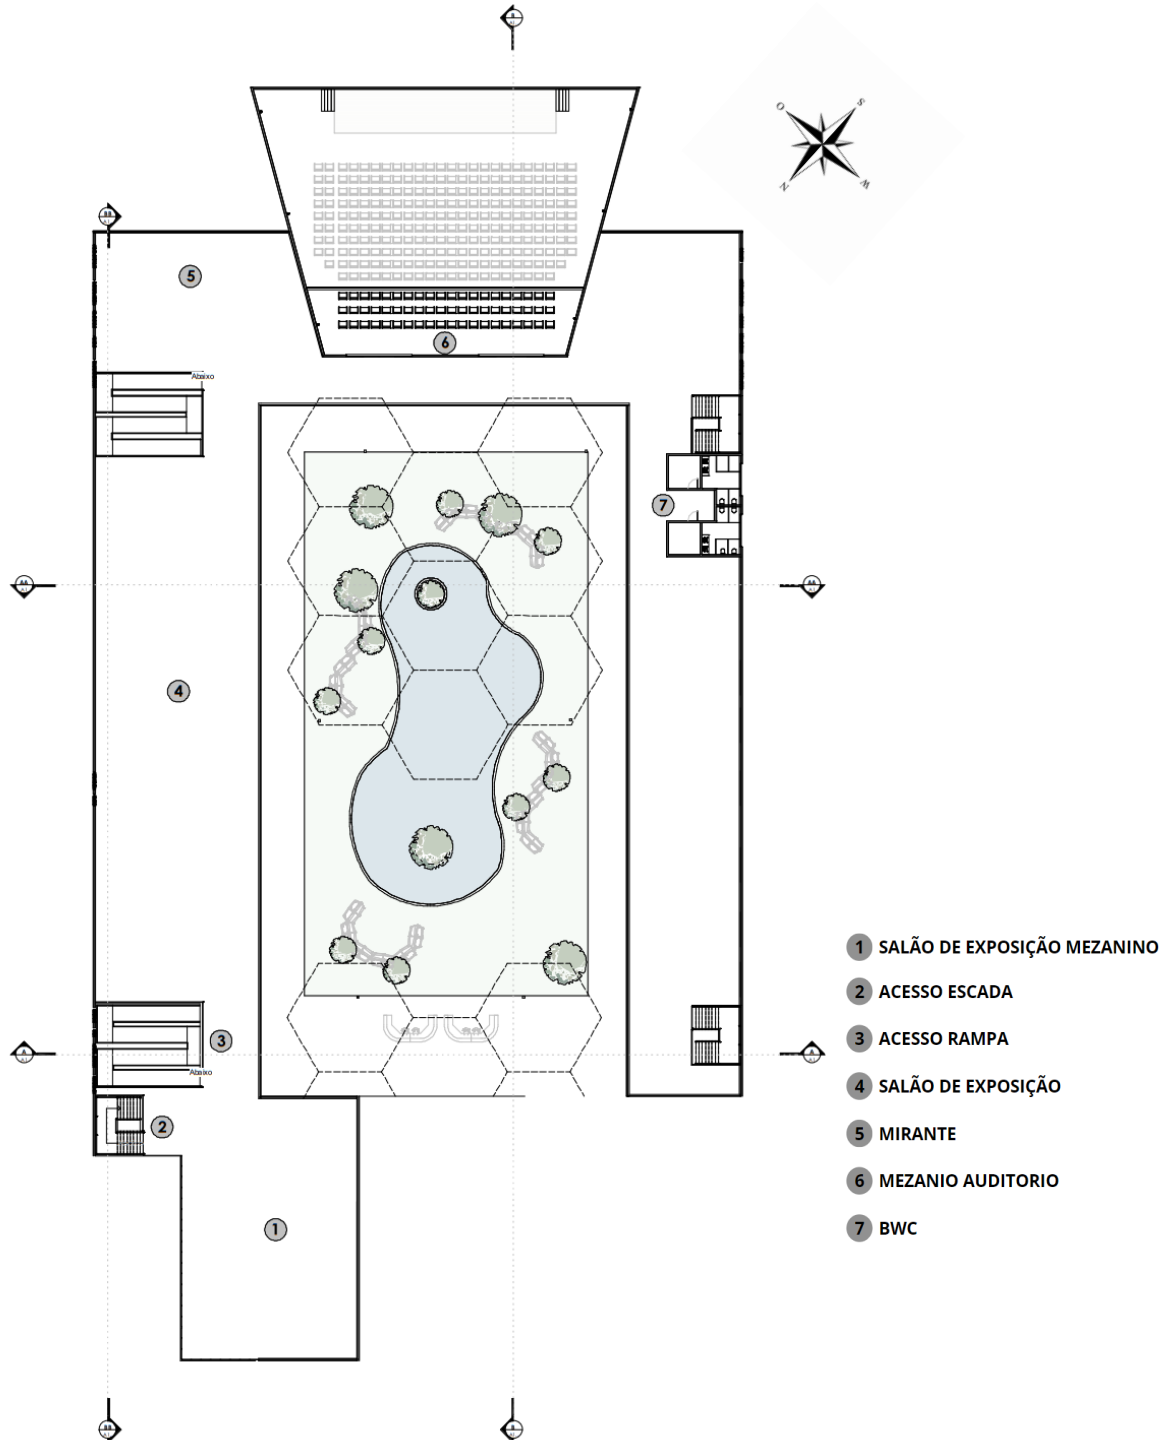 O
S
N
W
5
6
Abaixo
7
4
3
Abaixo
2
1
1 SALÃO DE EXPOSIÇÃO MEZANINO
2 ACESSO ESCADA
3 ACESSO RAMPA
4 SALÃO DE EXPOSIÇÃO
5 MIRANTE
6 MEZANIO AUDITORIO
7 BWC